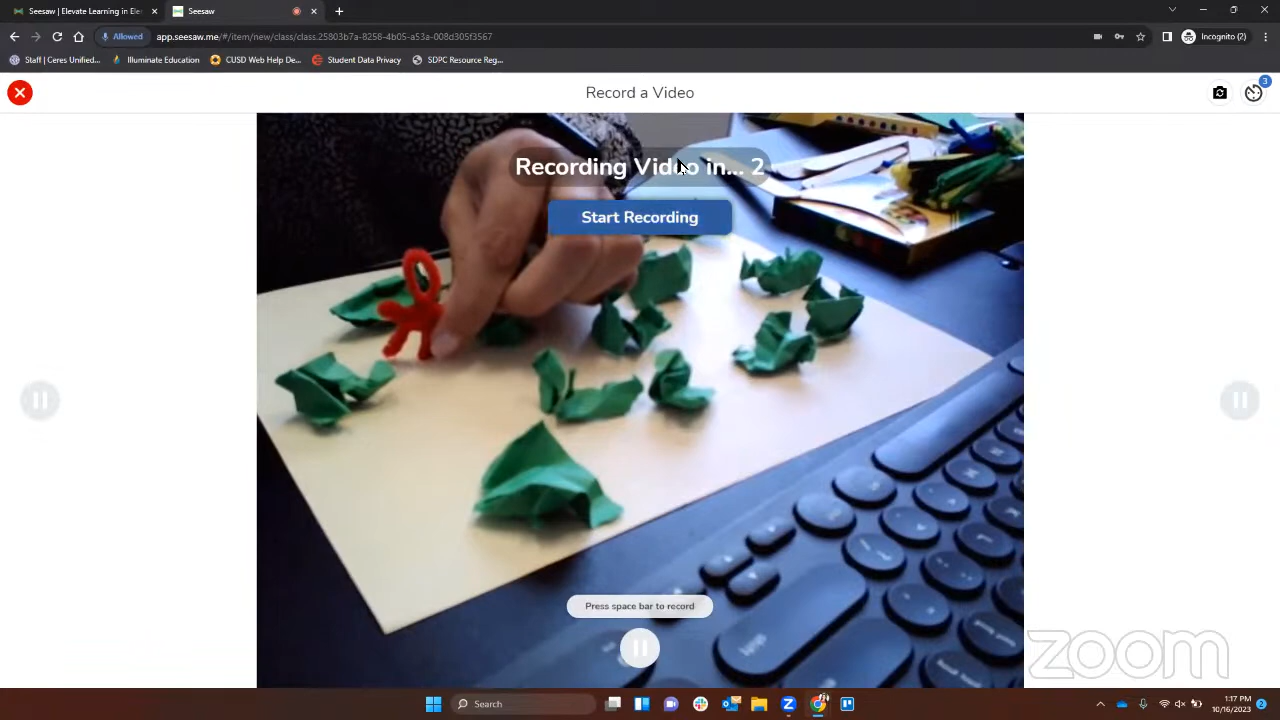 Seesaw | Elevate Learning in Ele
Seesaw
Allowed
app.seesaw.me/#/item/new/class/class.25803b7a-8258-4b05-a53a-008d305f3567
Incognito (2)
Staff | Ceres Unified...
Illuminate Education
CUSD Web Help De...
Student Data Privacy
SDPC Resource Reg...
Record a Video
3
Recording Video in... 2
Start Recording
Press space bar to record
zoom
Search
1:17 PM
10/16/2023
2